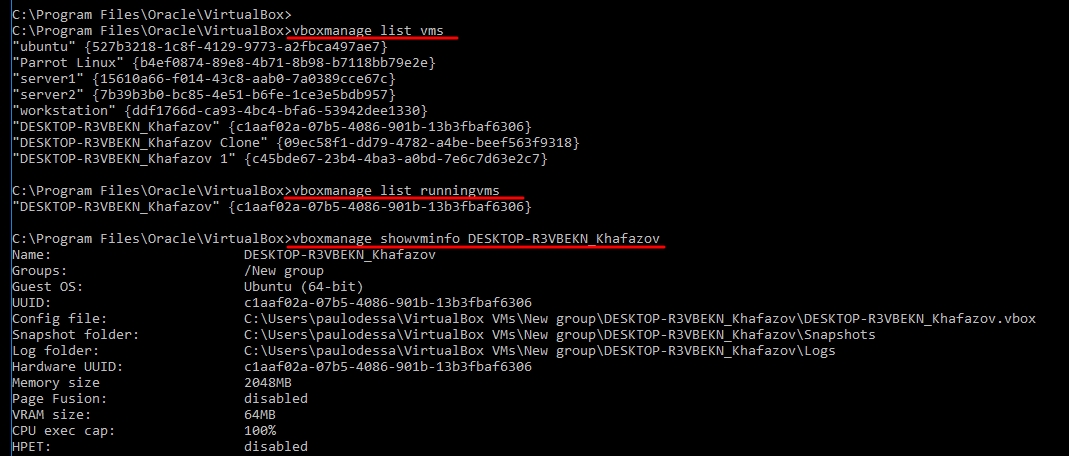 C:\Program Files\Oracle\VirtualBox>
C:\Program Files\Oracle\VirtualBox>vboxmanage list vms
"ubuntu" {527b3218-1c8f-4129-9773-a2fbca497ae7}
"Parrot Linux" {b4ef0874-89e8-4b71-8b98-b7118bb79e2e}
"server1" {15610a66-f014-43c8-aab0-7a0389cce67c}
"server2" {7b39b3b0-bc85-4e51-b6fe-1ce3e5bdb957}
"workstation" {ddf1766d-ca93-4bc4-bfa6-53942dee1330}
"DESKTOP-R3VBEKN_Khafazov" {c1aaf02a-07b5-4086-901b-13b3fbaf6306}
"DESKTOP-R3VBEKN_Khafazov Clone" {09ec58f1-dd79-4782-a4be-beef563f9318}
"DESKTOP-R3VBEKN_Khafazov 1" {c45bde67-23b4-4ba3-a0bd-7e6c7d63e2c7}
C:\Program Files\Oracle\VirtualBox>vboxmanage list runningvms
"DESKTOP-R3VBEKN_Khafazov" {c1aaf02a-07b5-4086-901b-13b3fbaf6306}
C:\Program Files\Oracle\VirtualBox>vboxmanage showvminfo DESKTOP-R3VBEKN_Khafazov
Name: DESKTOP-R3VBEKN_Khafazov
Groups: /New group
Guest OS: Ubuntu (64-bit)
UUID: c1aaf02a-07b5-4086-901b-13b3fbaf6306
Config file: C:\Users\paulodessa\VirtualBox VMs\New group\DESKTOP-R3VBEKN_Khafazov\DESKTOP-R3VBEKN_Khafazov.vbox
Snapshot folder: C:\Users\paulodessa\VirtualBox VMs\New group\DESKTOP-R3VBEKN_Khafazov\Snapshots
Log folder: C:\Users\paulodessa\VirtualBox VMs\New group\DESKTOP-R3VBEKN_Khafazov\Logs
Hardware UUID: c1aaf02a-07b5-4086-901b-13b3fbaf6306
Memory size 2048MB
Page Fusion: disabled
VRAM size: 64MB
CPU exec cap: 100%
HPET: disabled